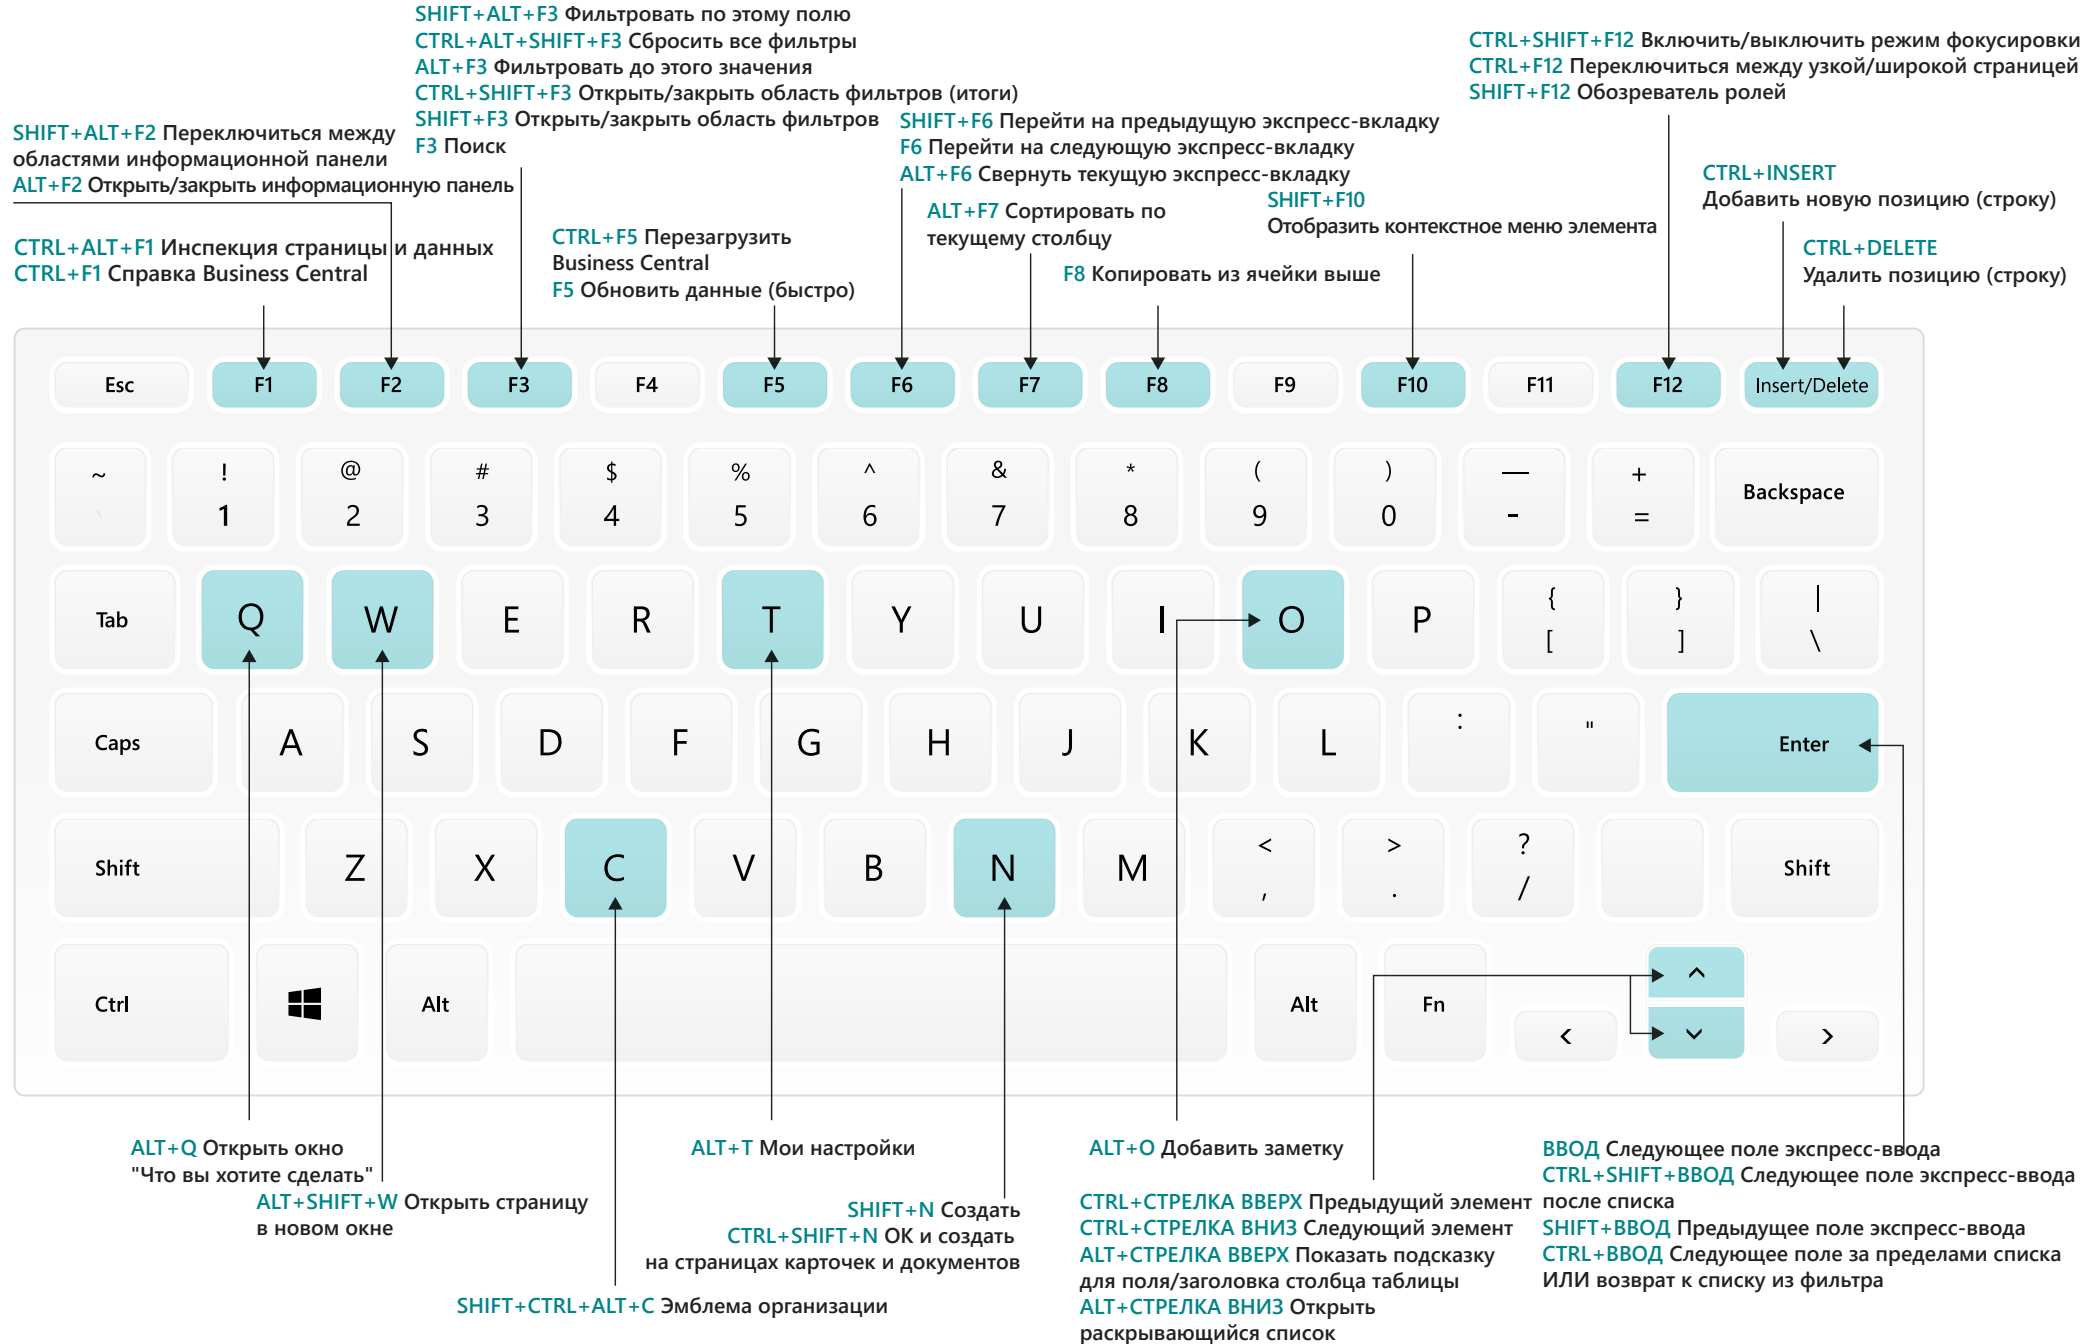 SHIFT+ALT+F3 Фильтровать по этому полю
CTRL+ALT+SHIFT+F3 Сбросить все фильтры
ALT+F3 Фильтровать до этого значения
CTRL+SHIFT+F3 Открыть/закрыть область фильтров (итоги)
SHIFT+F3 Открыть/закрыть область фильтров
F3 Поиск
CTRL+SHIFT+F12 Включить/выключить режим фокусировки
CTRL+F12 Переключиться между узкой/широкой страницей
SHIFT+F12 Обозреватель ролей
SHIFT+ALT+F2 Переключиться между
областями информационной панели
ALT+F2 Открыть/закрыть информационную панель
SHIFT+F6 Перейти на предыдущую экспресс-вкладку
F6 Перейти на следующую экспресс-вкладку
ALT+F6 Свернуть текущую экспресс-вкладку
CTRL+INSERT
Добавить новую позицию (строку)
ALT+F7 Сортировать по
текущему столбцу
SHIFT+F10
Отобразить контекстное меню элемента
CTRL+ALT+F1 Инспекция страницы и данных
CTRL+F1 Справка Business Central
CTRL+F5 Перезагрузить
Business Central
F5 Обновить данные (быстро)
F8 Копировать из ячейки выше
CTRL+DELETE
Удалить позицию (строку)
Esc F1 F2 F3 F4 F5 F6 F7 F8 F9 F10 F11 F12 Insert/Delete
~ ! @ # $ % ^ & * ( ) — +
` 1 2 3 4 5 6 7 8 9 0 - = Backspace
Tab Q W E R T Y U I O P { } |
[ ] \
Caps A S D F G H J K L : " Enter
Shift Z X C V B N M < > ? Shift
, . /
Ctrl Alt Alt Fn ^
< v >
ALT+Q Открыть окно
"Что вы хотите сделать"
ALT+SHIFT+W Открыть страницу
в новом окне
ALT+T Мои настройки
SHIFT+N Создать
CTRL+SHIFT+N ОК и создать
на страницах карточек и документов
SHIFT+CTRL+ALT+C Эмблема организации
ALT+O Добавить заметку
CTRL+СТРЕЛКА ВВЕРХ Предыдущий элемент
CTRL+СТРЕЛКА ВНИЗ Следующий элемент
ALT+СТРЕЛКА ВВЕРХ Показать подсказку
для поля/заголовка столбца таблицы
ALT+СТРЕЛКА ВНИЗ Открыть
раскрывающийся список
ВВОД Следующее поле экспресс-ввода
CTRL+SHIFT+ВВОД Следующее поле экспресс-ввода
после списка
SHIFT+ВВОД Предыдущее поле экспресс-ввода
CTRL+ВВОД Следующее поле за пределами списка
ИЛИ возврат к списку из фильтра